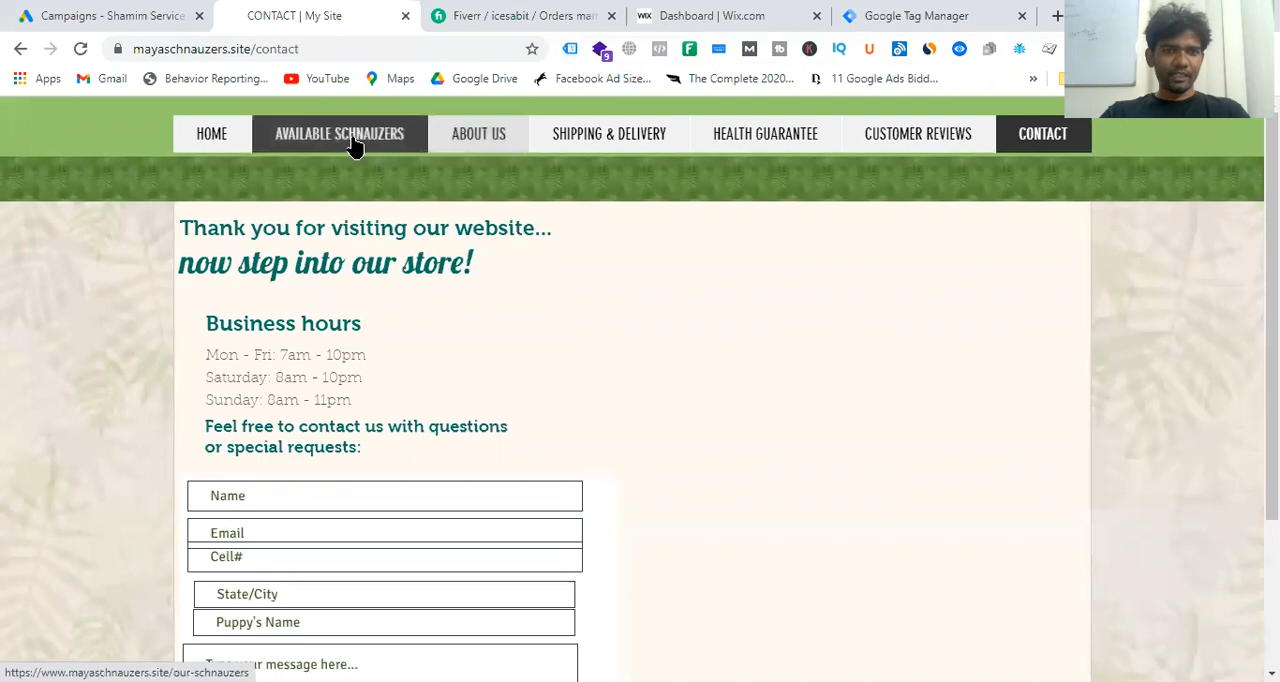 Campaigns - Shamim Service
CONTACT | My Site
Fiverr / icesabit / Orders man
WIX Dashboard | Wix.com
Google Tag Manager
mayaschnauzers.site/contact
Apps Gmail Behavior Reporting... YouTube Maps Google Drive Facebook Ad Size... The Complete 2020... 11 Google Ads Bidd... »
HOME AVAILABLE SCHNAUZERS ABOUT US SHIPPING & DELIVERY HEALTH GUARANTEE CUSTOMER REVIEWS CONTACT
Thank you for visiting our website...
now step into our store!
Business hours
Mon - Fri: 7am - 10pm
Saturday: 8am - 10pm
Sunday: 8am - 11pm
Feel free to contact us with questions
or special requests:
Name
Email
Cell#
State/City
Puppy's Name
your message here...
https://www.mayaschnauzers.site/our-schnauzers